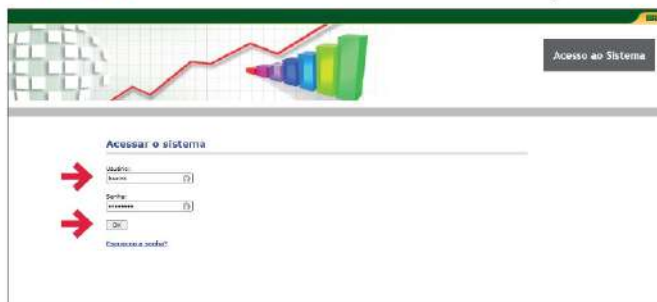 Acesso ao Sistema
Acessar o sistema
Usuário:
Senha:
OK